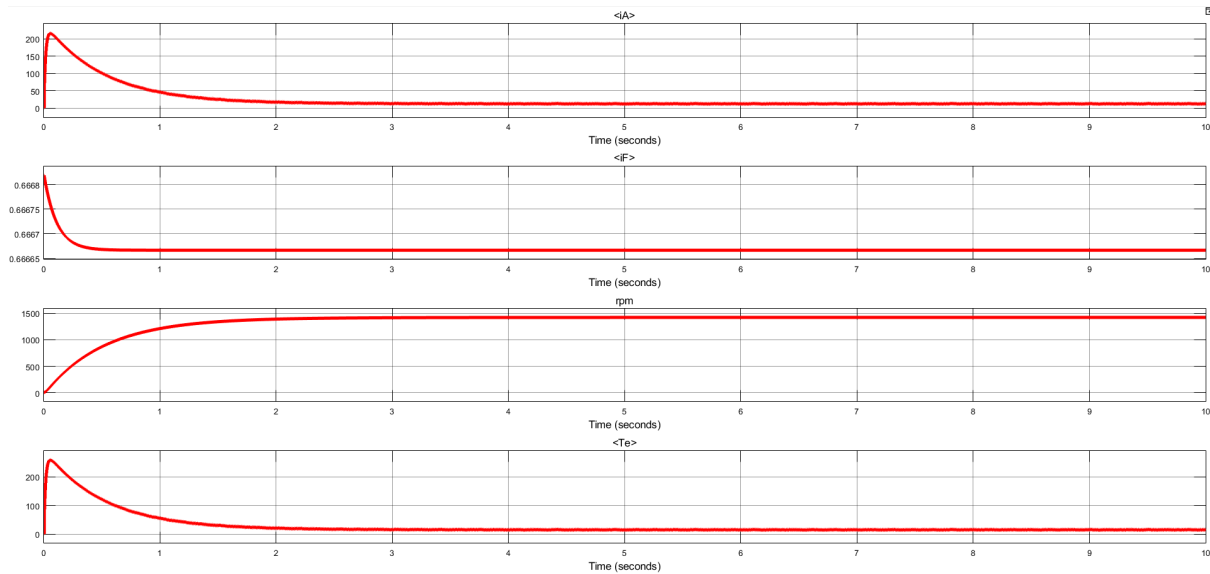 <iA>
200
150
100
50
0
0 1 2 3 4 5 6 7 8 9 10
Time (seconds)
<iF>
0.6668
0.66675
0.6667
0.66665
0 1 2 3 4 5 6 7 8 9 10
Time (seconds)
rpm
1500
1000
500
0
0 1 2 3 4 5 6 7 8 9 10
Time (seconds)
<Te>
200
100
0
0 1 2 3 4 5 6 7 8 9 10
Time (seconds)